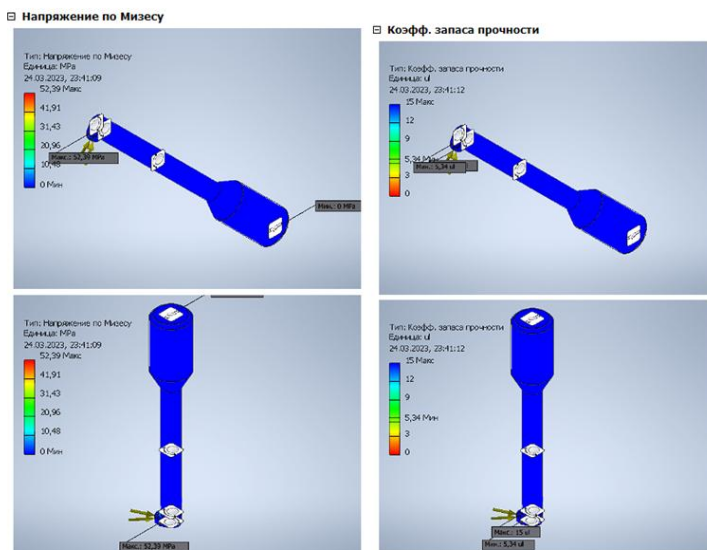 Напряжение по Мизесу
Тип: Напряжение по Мизесу
Единица: MPa
24.03.2023, 23:41:09
52,39 Макс
41,91
31,43
20,96
10,48
0 Мин
Макс.: 52,39 MPa
Мин.: 0 MPa
Тип: Напряжение по Мизесу
Единица: MPa
24.03.2023, 23:41:09
52,39 Макс
41,91
31,43
20,96
10,48
0 Мин
Макс.: 52,39 MPa
Коэфф. запаса прочности
Тип: Коэфф. запаса прочности
Единица: ul
24.03.2023, 23:41:12
15 Макс
12
9
5,34 Мин
3
0
Мин.: 5,34 ul
Тип: Коэфф. запаса прочности
Единица: ul
24.03.2023, 23:41:12
15 Макс
12
9
5,34 Мин
3
0
Макс.: 15 ul
Мин.: 5,34 ul